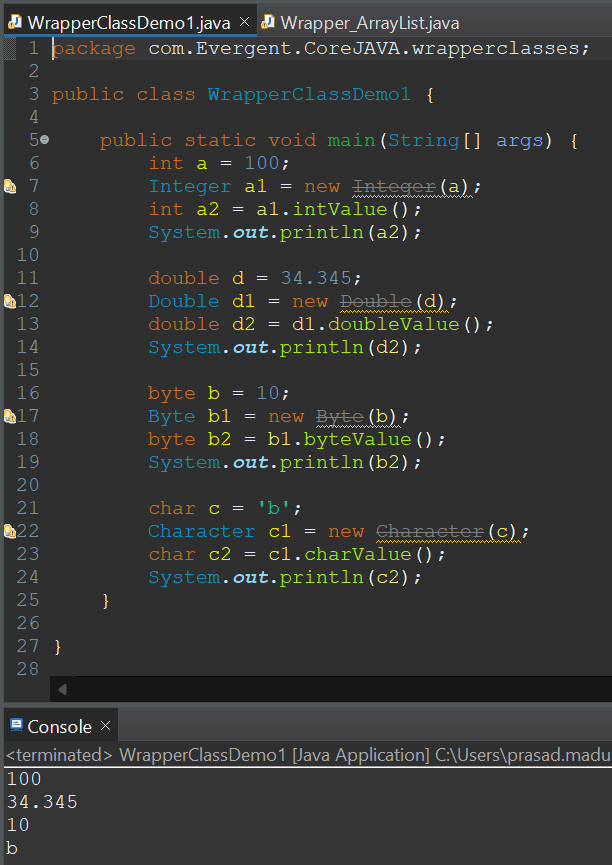 WrapperClassDemo1.java × Wrapper_ArrayList.java
1 package com.Evergent.CoreJAVA.wrapperclasses;
2
3 public class WrapperClassDemo1 {
4
5 public static void main(String[] args) {
6 int a = 100;
7 Integer a1 = new Integer(a);
8 int a2 = a1.intValue();
9 System.out.println(a2);
10
11 double d = 34.345;
12 Double d1 = new Double(d);
13 double d2 = d1.doubleValue();
14 System.out.println(d2);
15
16 byte b = 10;
17 Byte b1 = new Byte(b);
18 byte b2 = b1.byteValue();
19 System.out.println(b2);
20
21 char c = 'b';
22 Character c1 = new Character(c);
23 char c2 = c1.charValue();
24 System.out.println(c2);
25 }
26
27 }
28
Console ×
<terminated> WrapperClassDemo1 [Java Application] C:\Users\prasad.madu
100
34.345
10
b